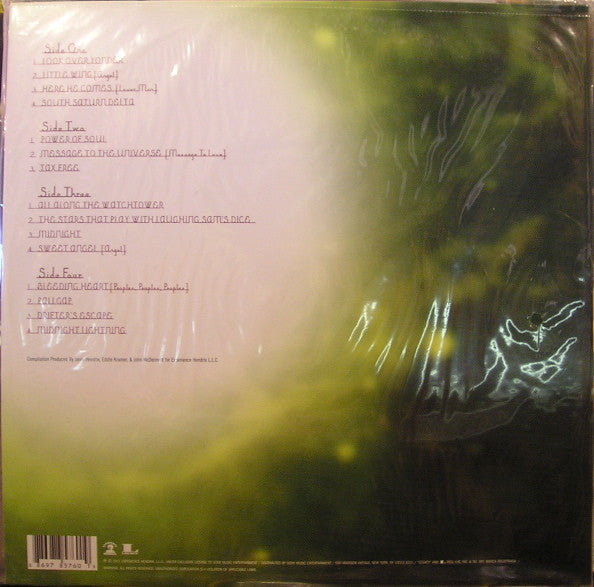 Side One
1. LOOK OVER YONDER
2. LITTLE WING [Angel]
3. HERE HE COMES [Lover Man]
4. SOUTH SATURN DELTA
Side Two
1. POWER OF SOUL
2. MESSAGE TO THE UNIVERSE [Message To Love]
3. TAX FREE
Side Three
1. ALL ALONG THE WATCHTOWER
2. THE STARS THAT PLAY WITH LAUGHING SAM'S DICE
3. MIDNIGHT
4. SWEET ANGEL [Angel]
Side Four
1. BLEEDING HEART [Peoples, Peoples, Peoples]
2. PALI GAP
3. DRIFTER'S ESCAPE
4. MIDNIGHT LIGHTNING
Compilation Produced by Janie Hendrix, Eddie Kramer, & John McDermott for Experience Hendrix L.L.C.